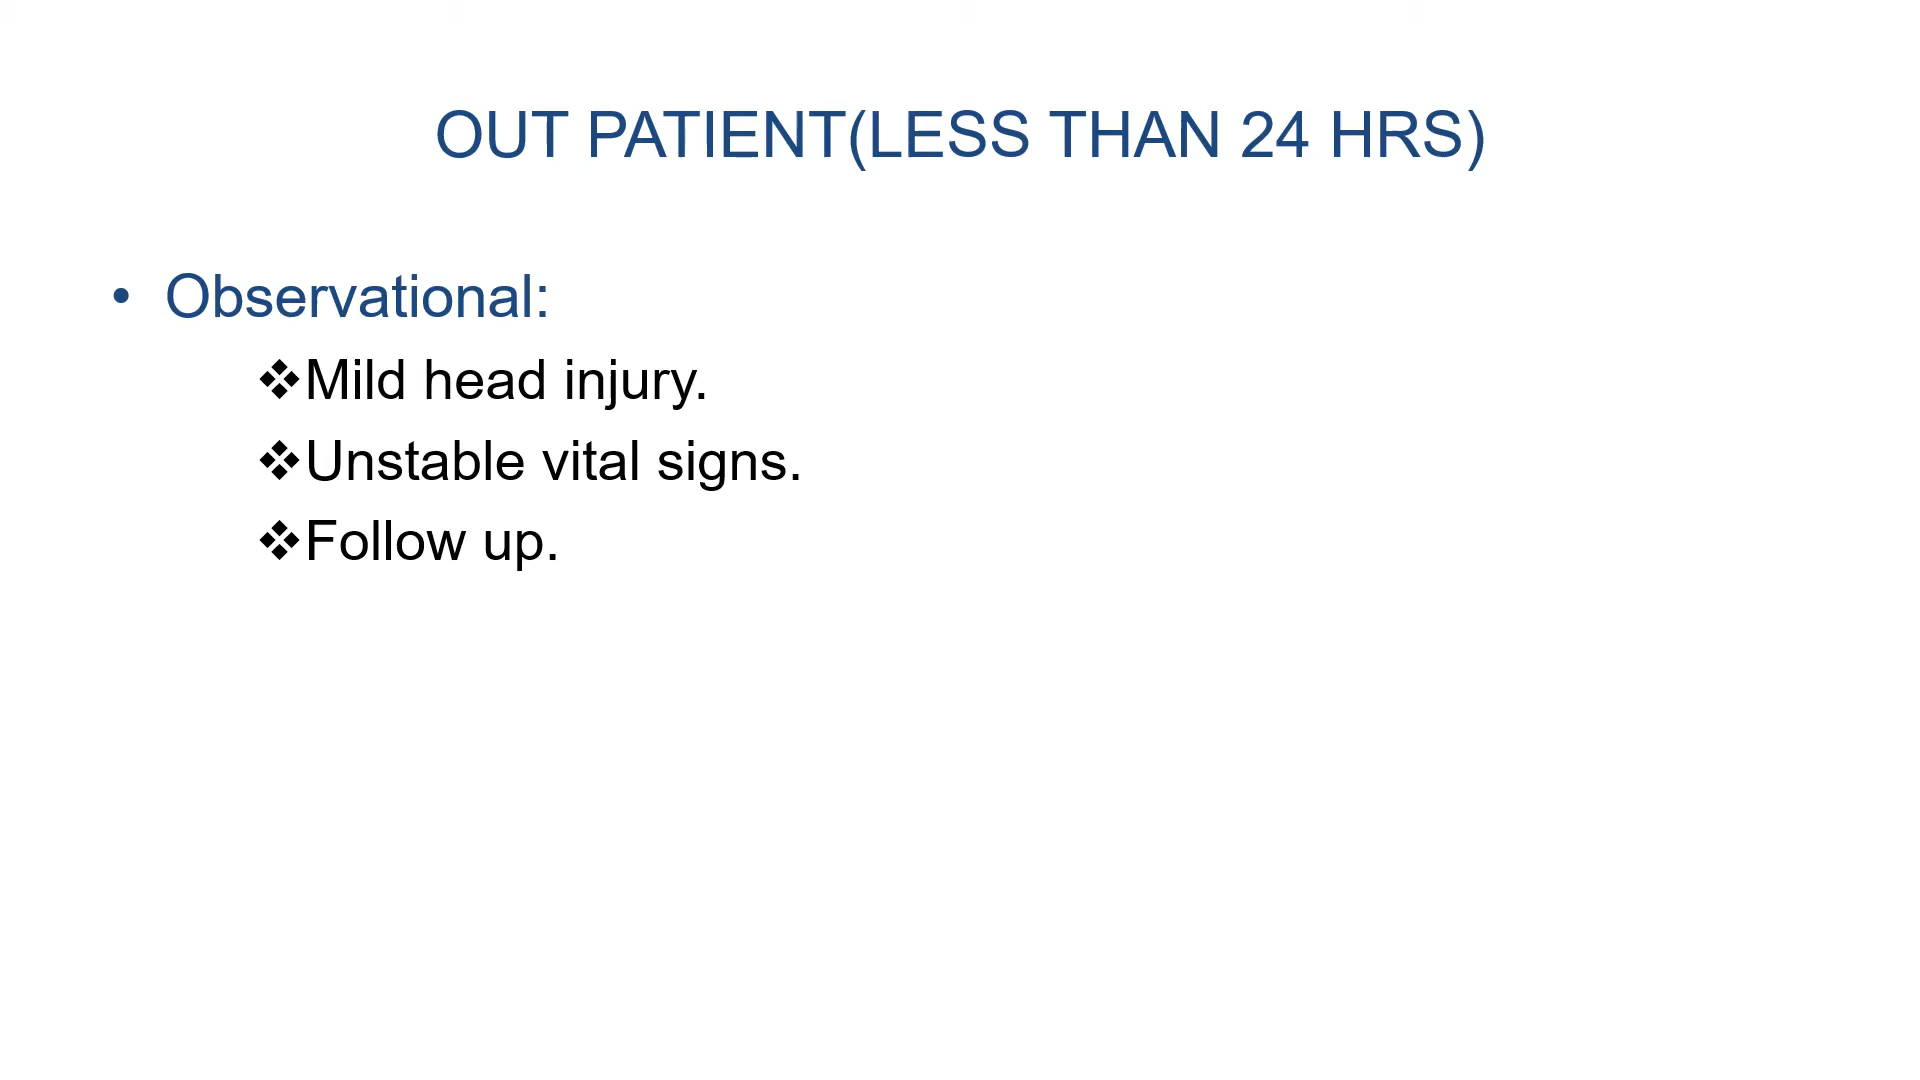 OUT PATIENT(LESS THAN 24 HRS)
• Observational:
❖Mild head injury.
❖Unstable vital signs.
❖Follow up.